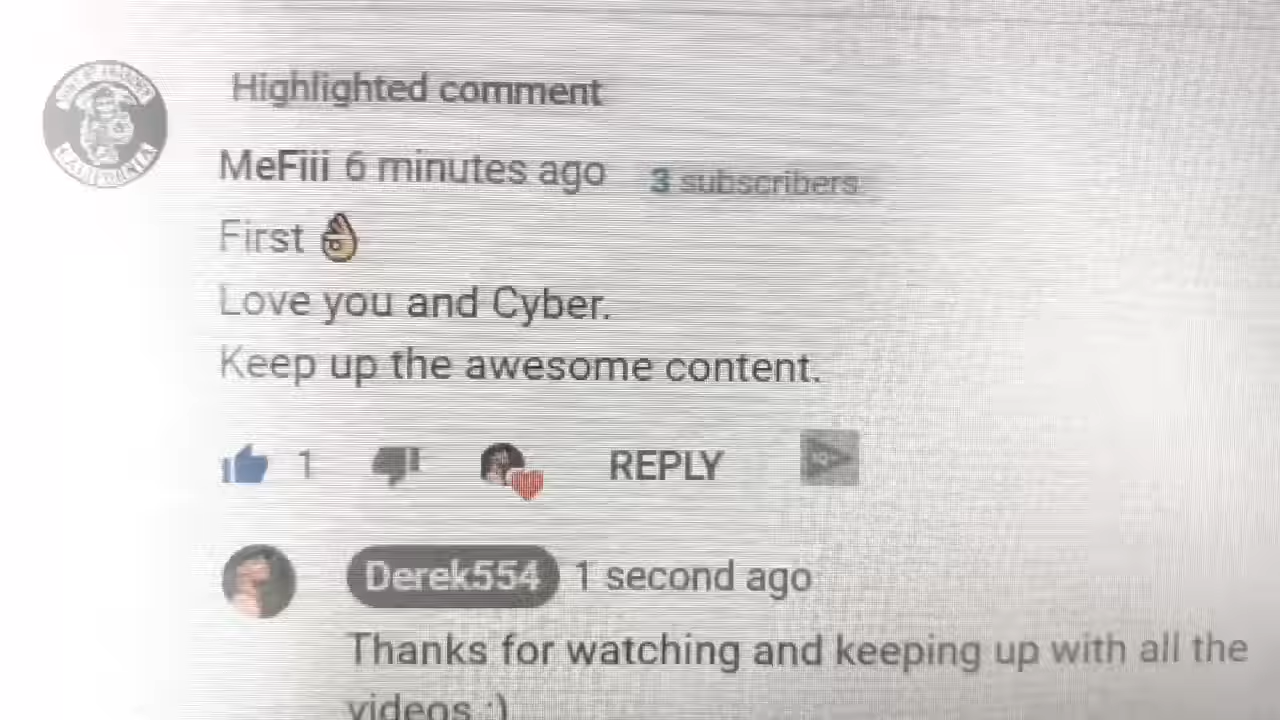 Highlighted comment
MeFiii 6 minutes ago 3 subscribers
First 👌
Love you and Cyber.
Keep up the awesome content.
1 REPLY
Derek554 1 second ago
Thanks for watching and keeping up with all the
videos :)
CALIFORNIA